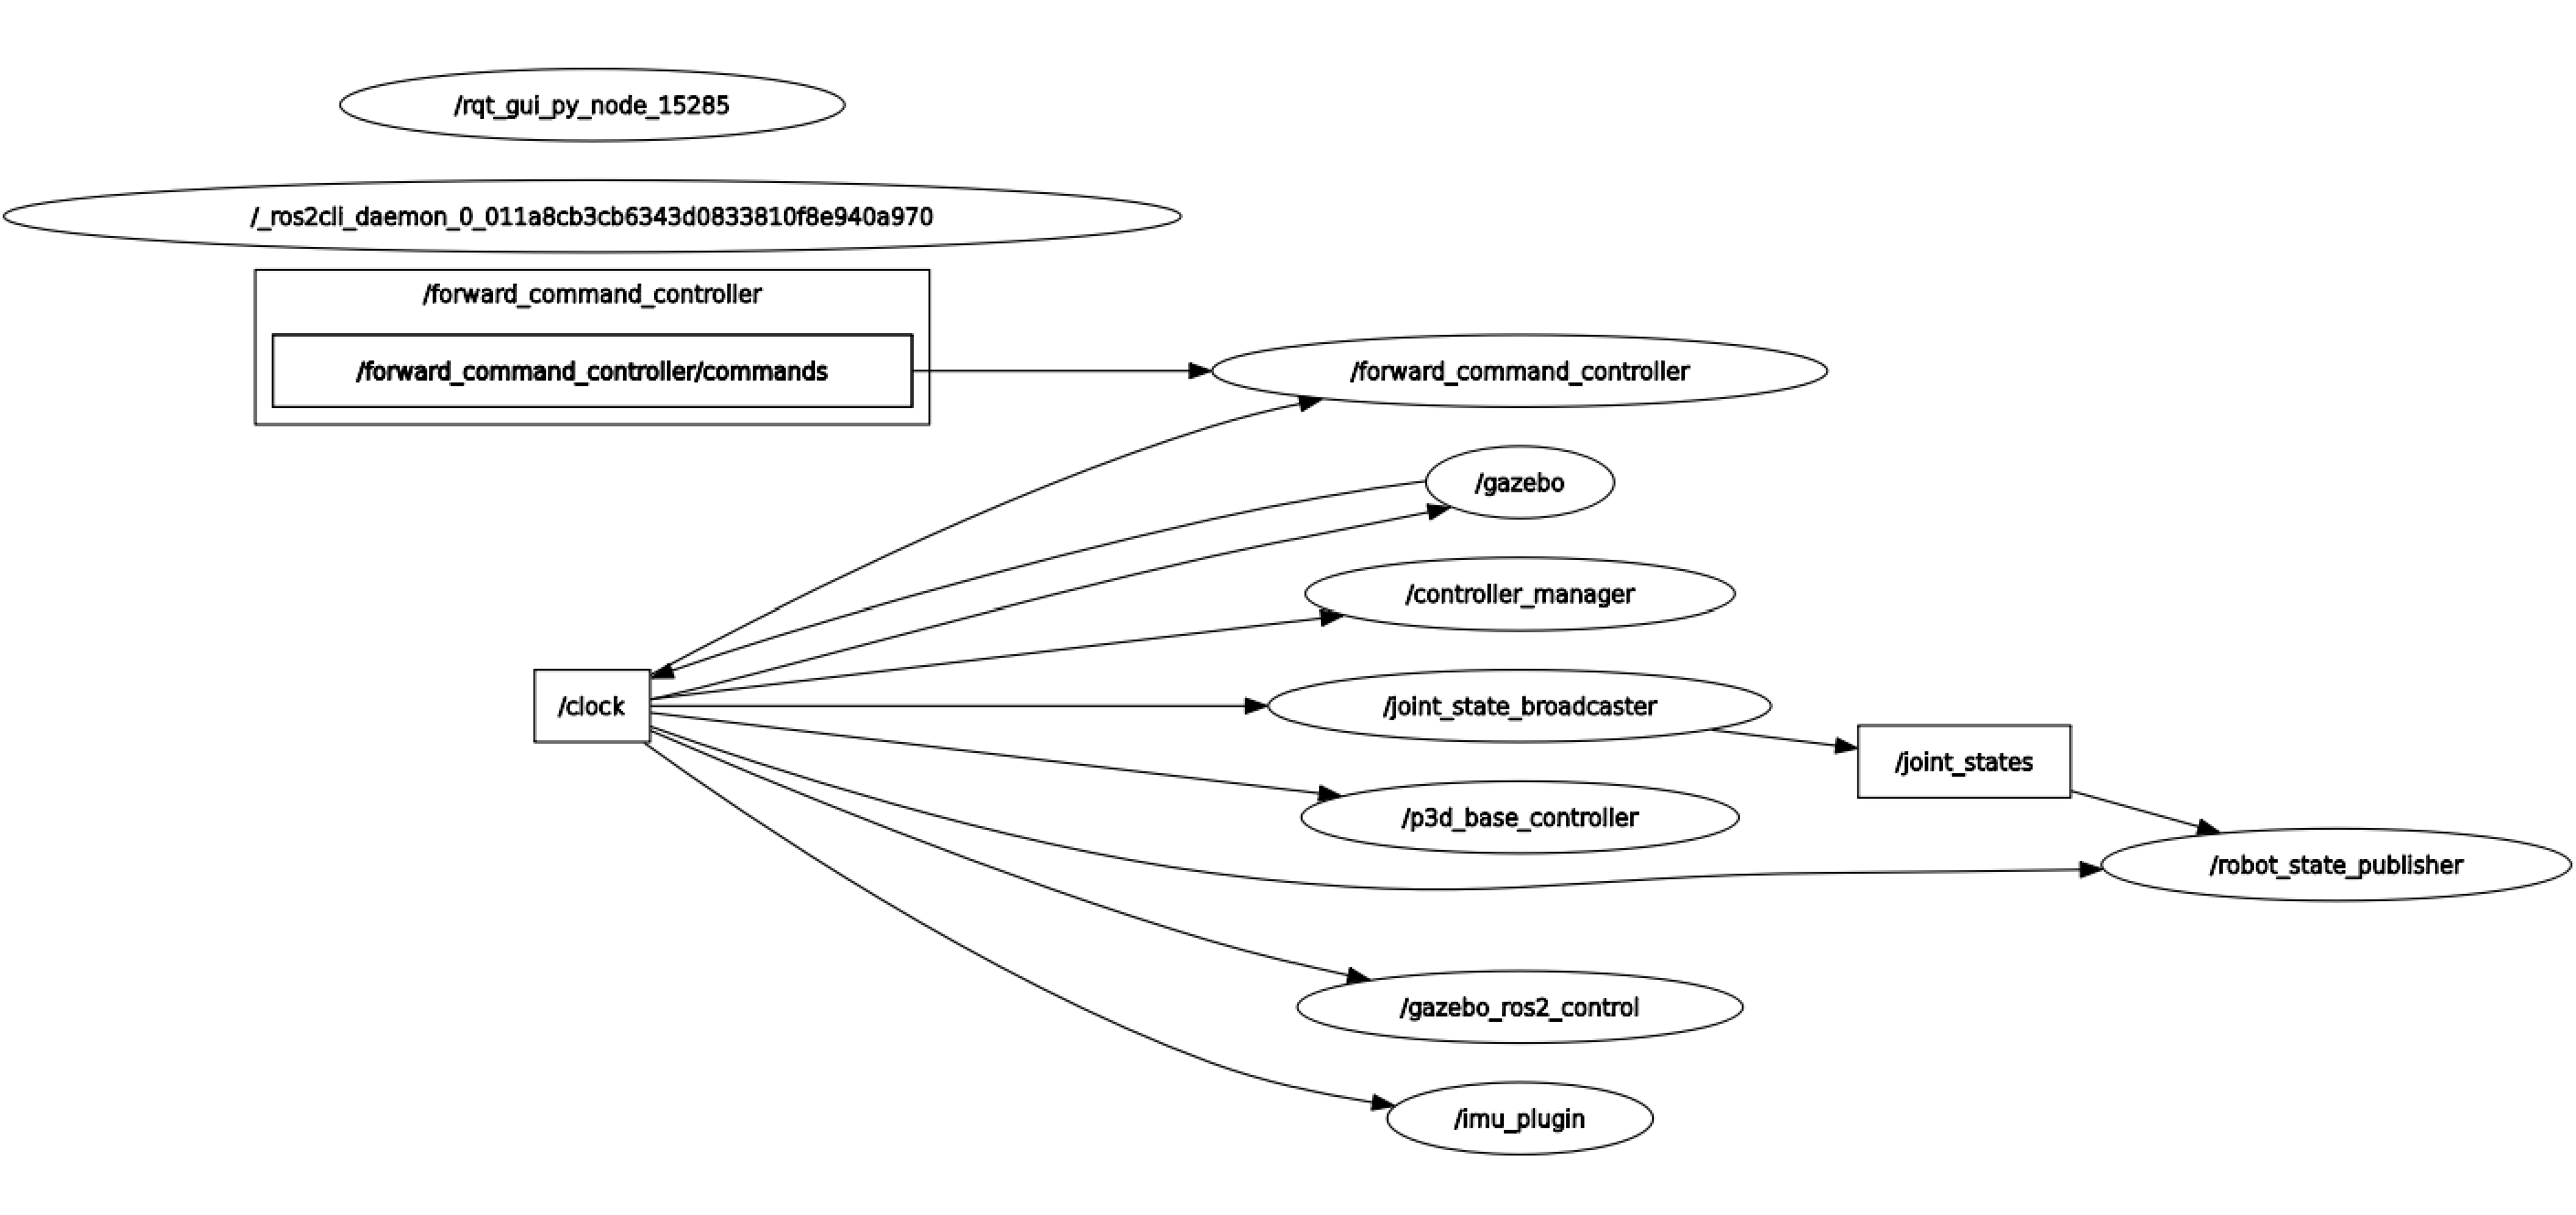 /rqt_gui_py_node_15285
/_ros2cli_daemon_0_011a8cb3cb6343d0833810f8e940a970
/forward_command_controller
/forward_command_controller/commands
/forward_command_controller
/gazebo
/controller_manager
/clock
/joint_state_broadcaster
/joint_states
/p3d_base_controller
/robot_state_publisher
/gazebo_ros2_control
/imu_plugin